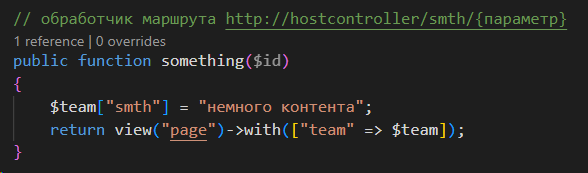 // обработчик маршрута http://hostcontroller/smth/{параметр}
1 reference | 0 overrides
public function something($id)
{
$team["smth"] = "немного контента";
return view("page")->with(["team" => $team]);
}